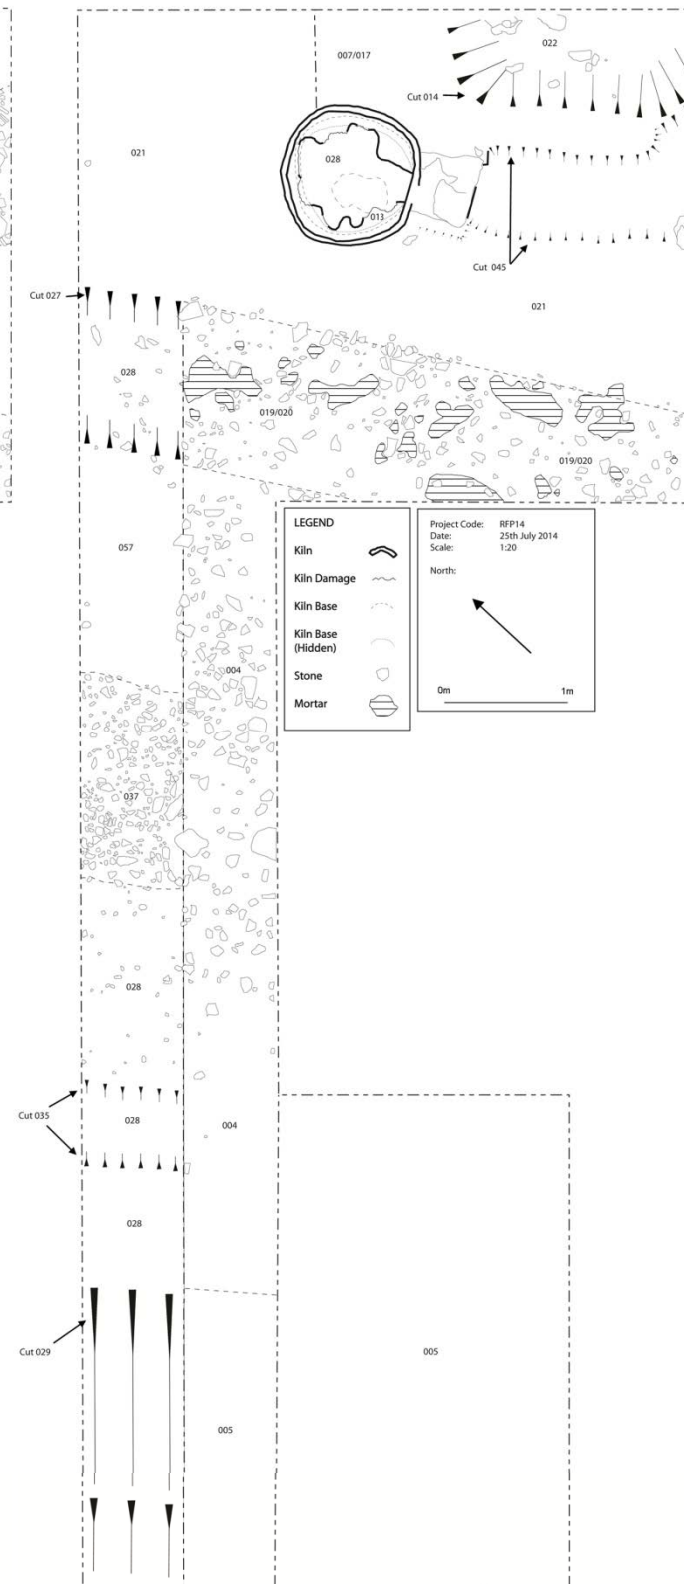 007/017
022
Cut 014
021
028
013
Cut 045
Cut 027
021
028
019/020
019/020
057
LEGEND
Kiln
Kiln Damage
Kiln Base
Kiln Base
(Hidden)
Stone
Mortar
Project Code: RFP14
Date: 25th July 2014
Scale: 1:20
North:
0m 1m
004
037
028
Cut 035
028
004
028
Cut 029
005
005